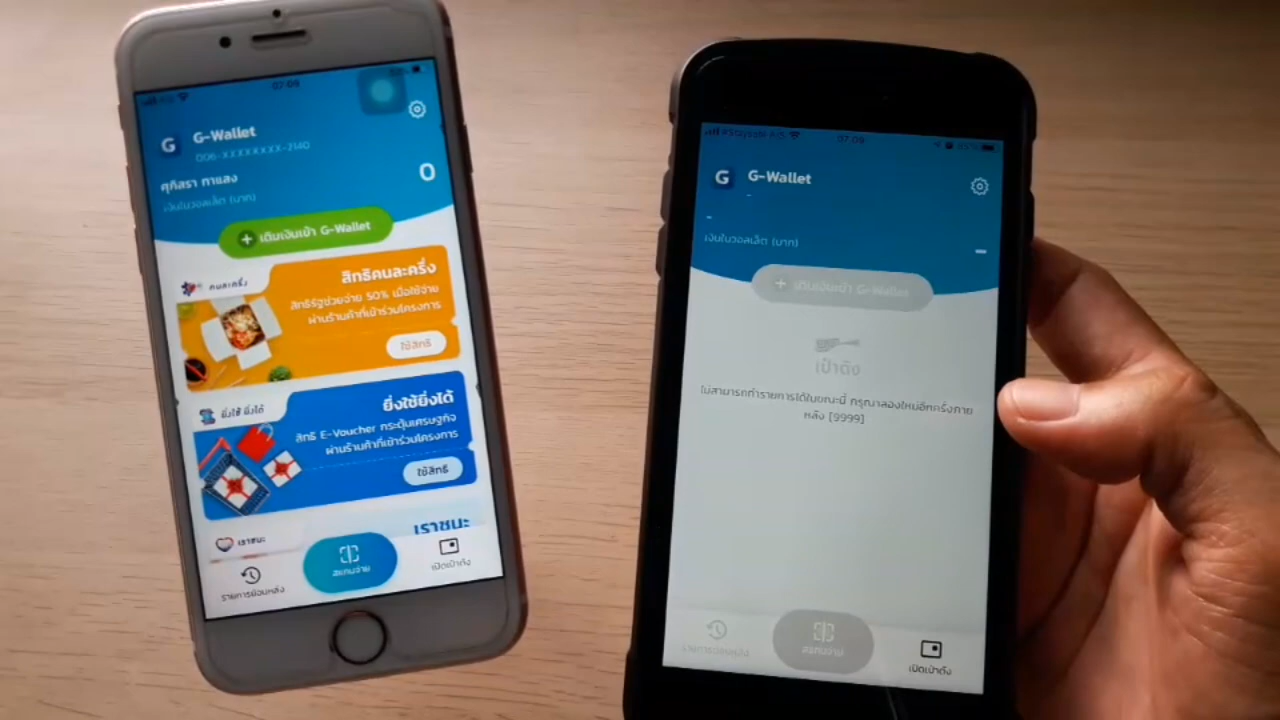 07:09
G
G-Wallet
006-XXXXXXXX-2140
ศุภิสรา ทาแสง
0
เงินในวอลเล็ต (บาท)
+ เติมเงินเข้า G-Wallet
คนละครึ่ง
สิทธิคนละครึ่ง
สิทธิรัฐช่วยจ่าย 50% เมื่อใช้จ่าย
ผ่านร้านค้าที่เข้าร่วมโครงการ
ใช้สิทธิ
ยิ่งใช้ ยิ่งได้
ยิ่งใช้ยิ่งได้
สิทธิ E-Voucher กระตุ้นเศรษฐกิจ
ผ่านร้านค้าที่เข้าร่วมโครงการ
ใช้สิทธิ
เราชนะ
เราชนะ
รายการย้อนหลัง
สแกนจ่าย
เปิดเป๋าตัง
07:09
G
G-Wallet
-
-
เงินในวอลเล็ต (บาท)
-
+ เติมเงินเข้า G-Wallet
เป๋าตัง
ไม่สามารถทำรายการได้ในขณะนี้ กรุณาลองใหม่อีกครั้งภาย
หลัง [9999]
รายการย้อนหลัง
สแกนจ่าย
เปิดเป๋าตัง